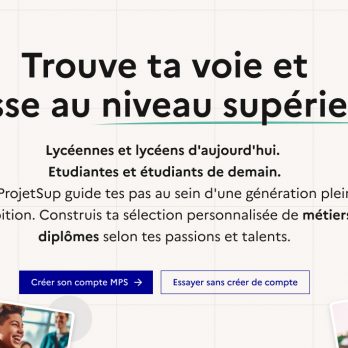 Trouve ta voie et
sse au niveau supérie
Lycéennes et lycéens d'aujourd'hui.
Etudiantes et étudiants de demain.
ProjetSup guide tes pas au sein d'une génération plein
bition. Construis ta sélection personnalisée de métiers
diplômes selon tes passions et talents.
Créer son compte MPS →
Essayer sans créer de compte